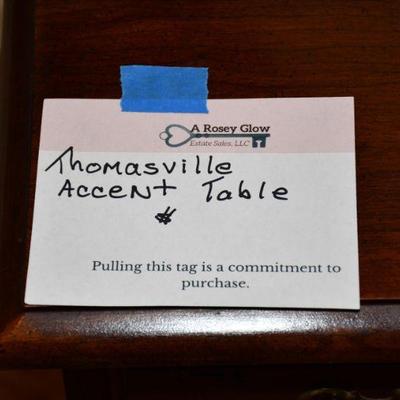 A Rosey Glow
Estate Sales, LLC
Thomasville
Accent Table
$
Pulling this tag is a commitment to
purchase.